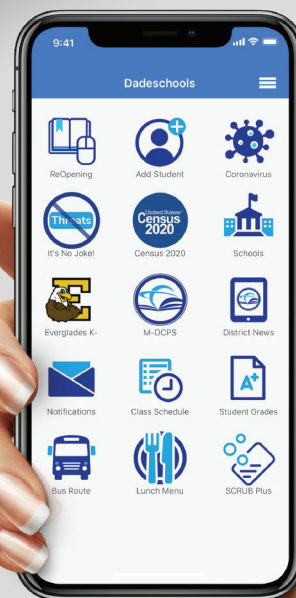 9:41
Dadeschools
ReOpening
Add Student
Coronavirus
Threats
It's No Joke!
United States®
Census
2020
Census 2020
Schools
E
Everglades K-
M-DCPS
District News
Notifications
Class Schedule
A+
Student Grades
Bus Route
Lunch Menu
SCRUB Plus